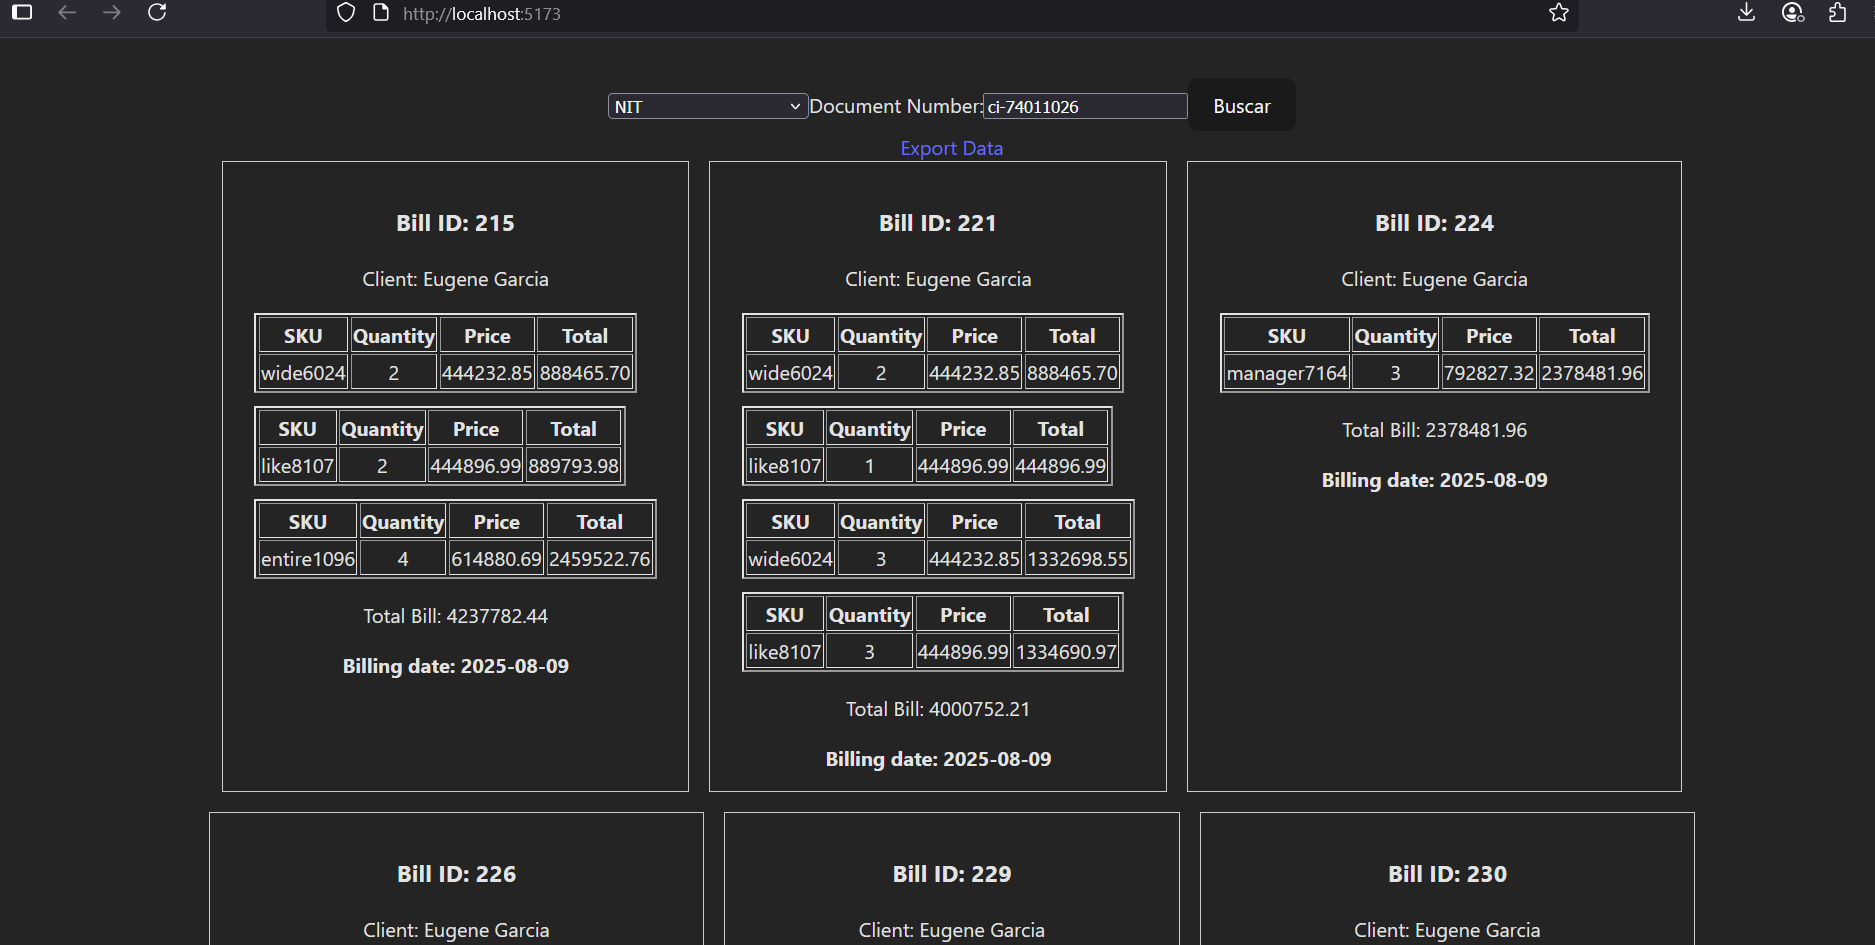 http://localhost:5173
NIT Document Number: ci-74011026 Buscar
Export Data
Bill ID: 215
Client: Eugene Garcia
SKU Quantity Price Total
wide6024 2 444232.85 888465.70
SKU Quantity Price Total
like8107 2 444896.99 889793.98
SKU Quantity Price Total
entire1096 4 614880.69 2459522.76
Total Bill: 4237782.44
Billing date: 2025-08-09
Bill ID: 221
Client: Eugene Garcia
SKU Quantity Price Total
wide6024 2 444232.85 888465.70
SKU Quantity Price Total
like8107 1 444896.99 444896.99
SKU Quantity Price Total
wide6024 3 444232.85 1332698.55
SKU Quantity Price Total
like8107 3 444896.99 1334690.97
Total Bill: 4000752.21
Billing date: 2025-08-09
Bill ID: 224
Client: Eugene Garcia
SKU Quantity Price Total
manager7164 3 792827.32 2378481.96
Total Bill: 2378481.96
Billing date: 2025-08-09
Bill ID: 226
Client: Eugene Garcia
Bill ID: 229
Client: Eugene Garcia
Bill ID: 230
Client: Eugene Garcia